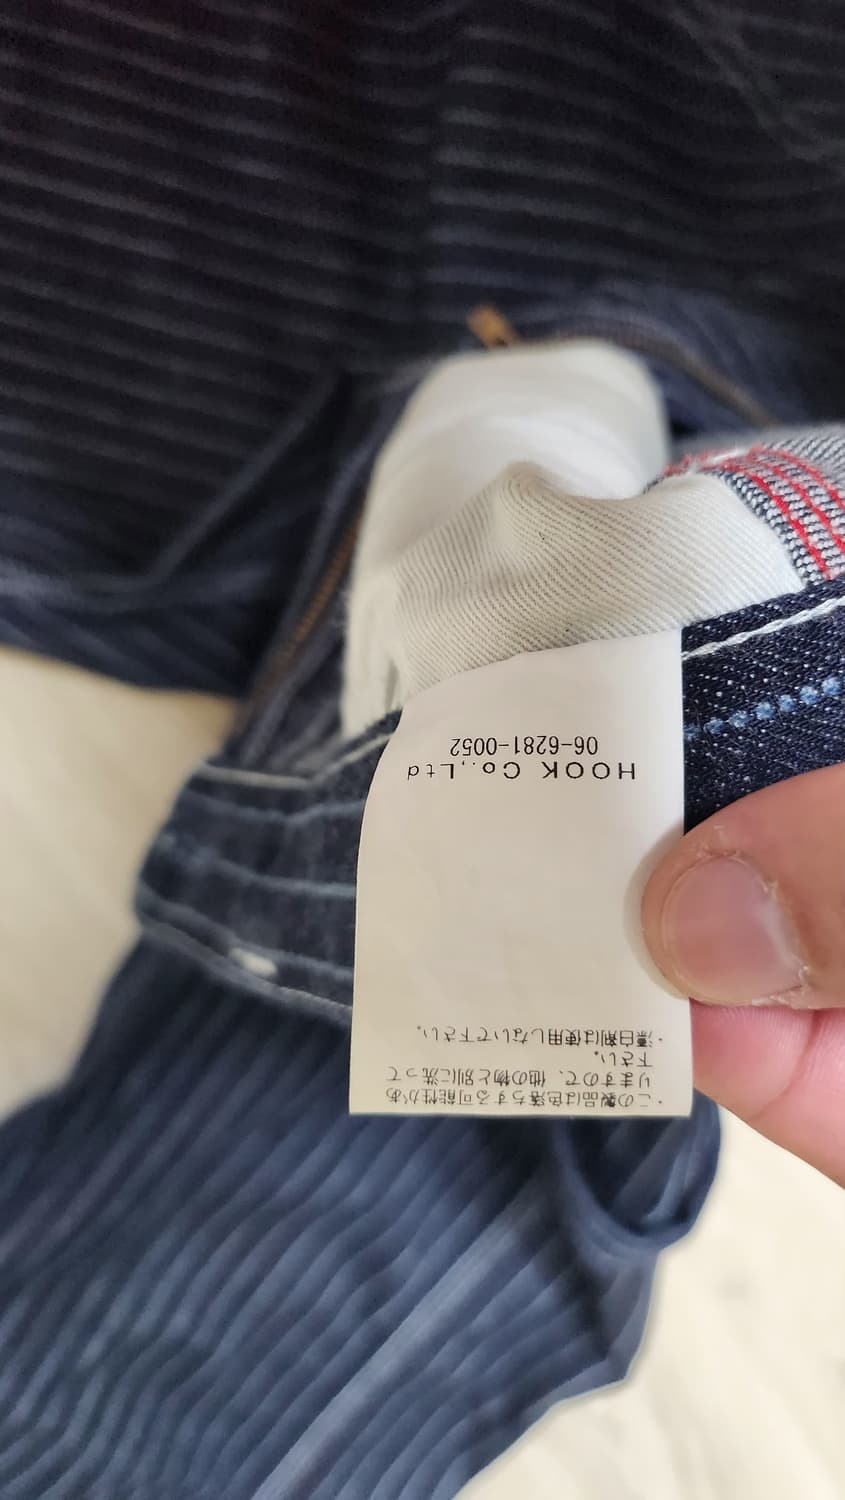 ・この製品は色落ちする可能性があ
りますので、他の物と別に洗って
下さい。
・漂白剤は使用しないで下さい。
HOOK Co.,Ltd
06-6281-0052